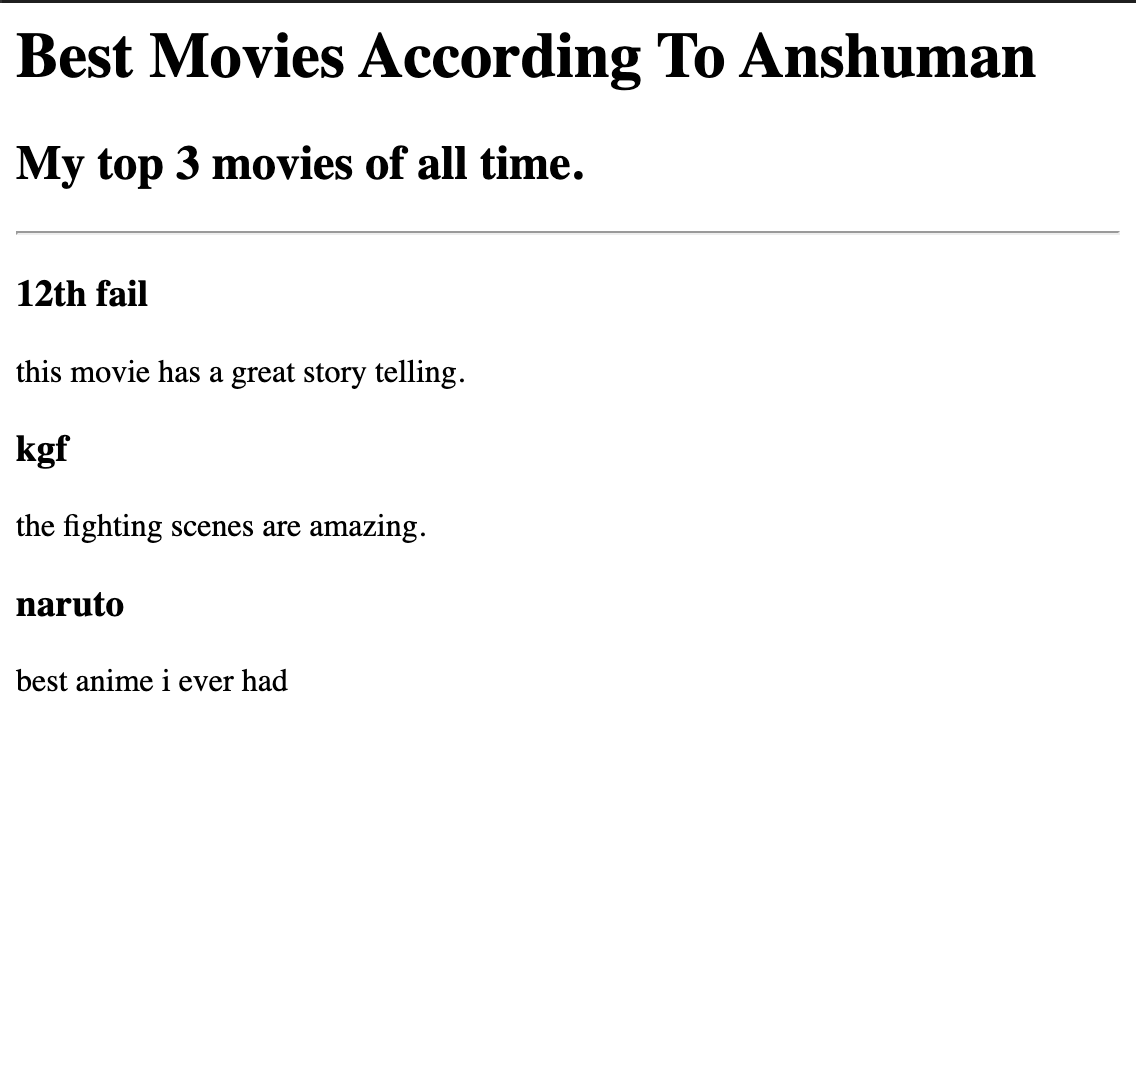 Best Movies According To Anshuman
My top 3 movies of all time.
12th fail
this movie has a great story telling.
kgf
the fighting scenes are amazing.
naruto
best anime i ever had